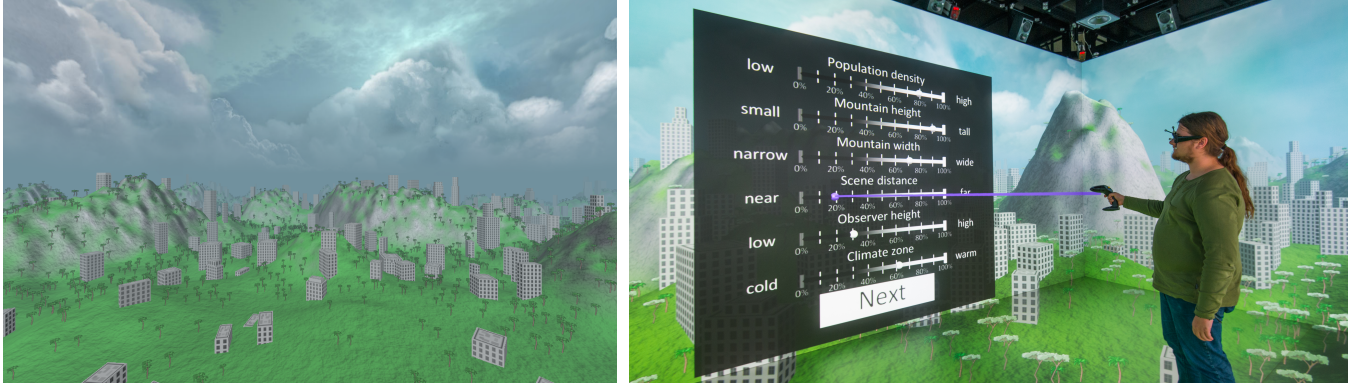 Population density
low high
0% 20% 40% 60% 80% 100%
Mountain height
small tall
0% 20% 40% 60% 80% 100%
Mountain width
narrow wide
0% 20% 40% 60% 80% 100%
Scene distance
near far
0% 20% 40% 60% 80% 100%
Observer height
low high
0% 20% 40% 60% 80% 100%
Climate zone
cold warm
0% 20% 40% 60% 80% 100%
Next